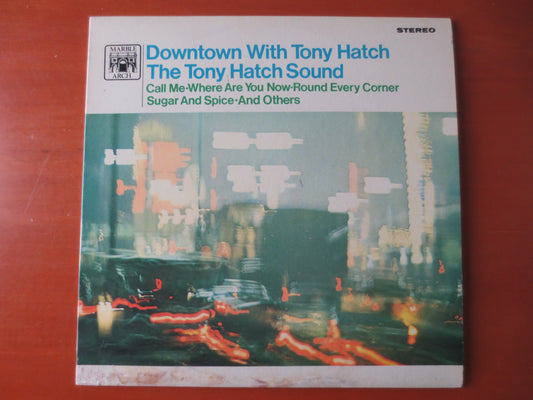 MARBLE
ARCH
STEREO
Downtown With Tony Hatch
The Tony Hatch Sound
Call Me·Where Are You Now·Round Every Corner
Sugar And Spice·And Others